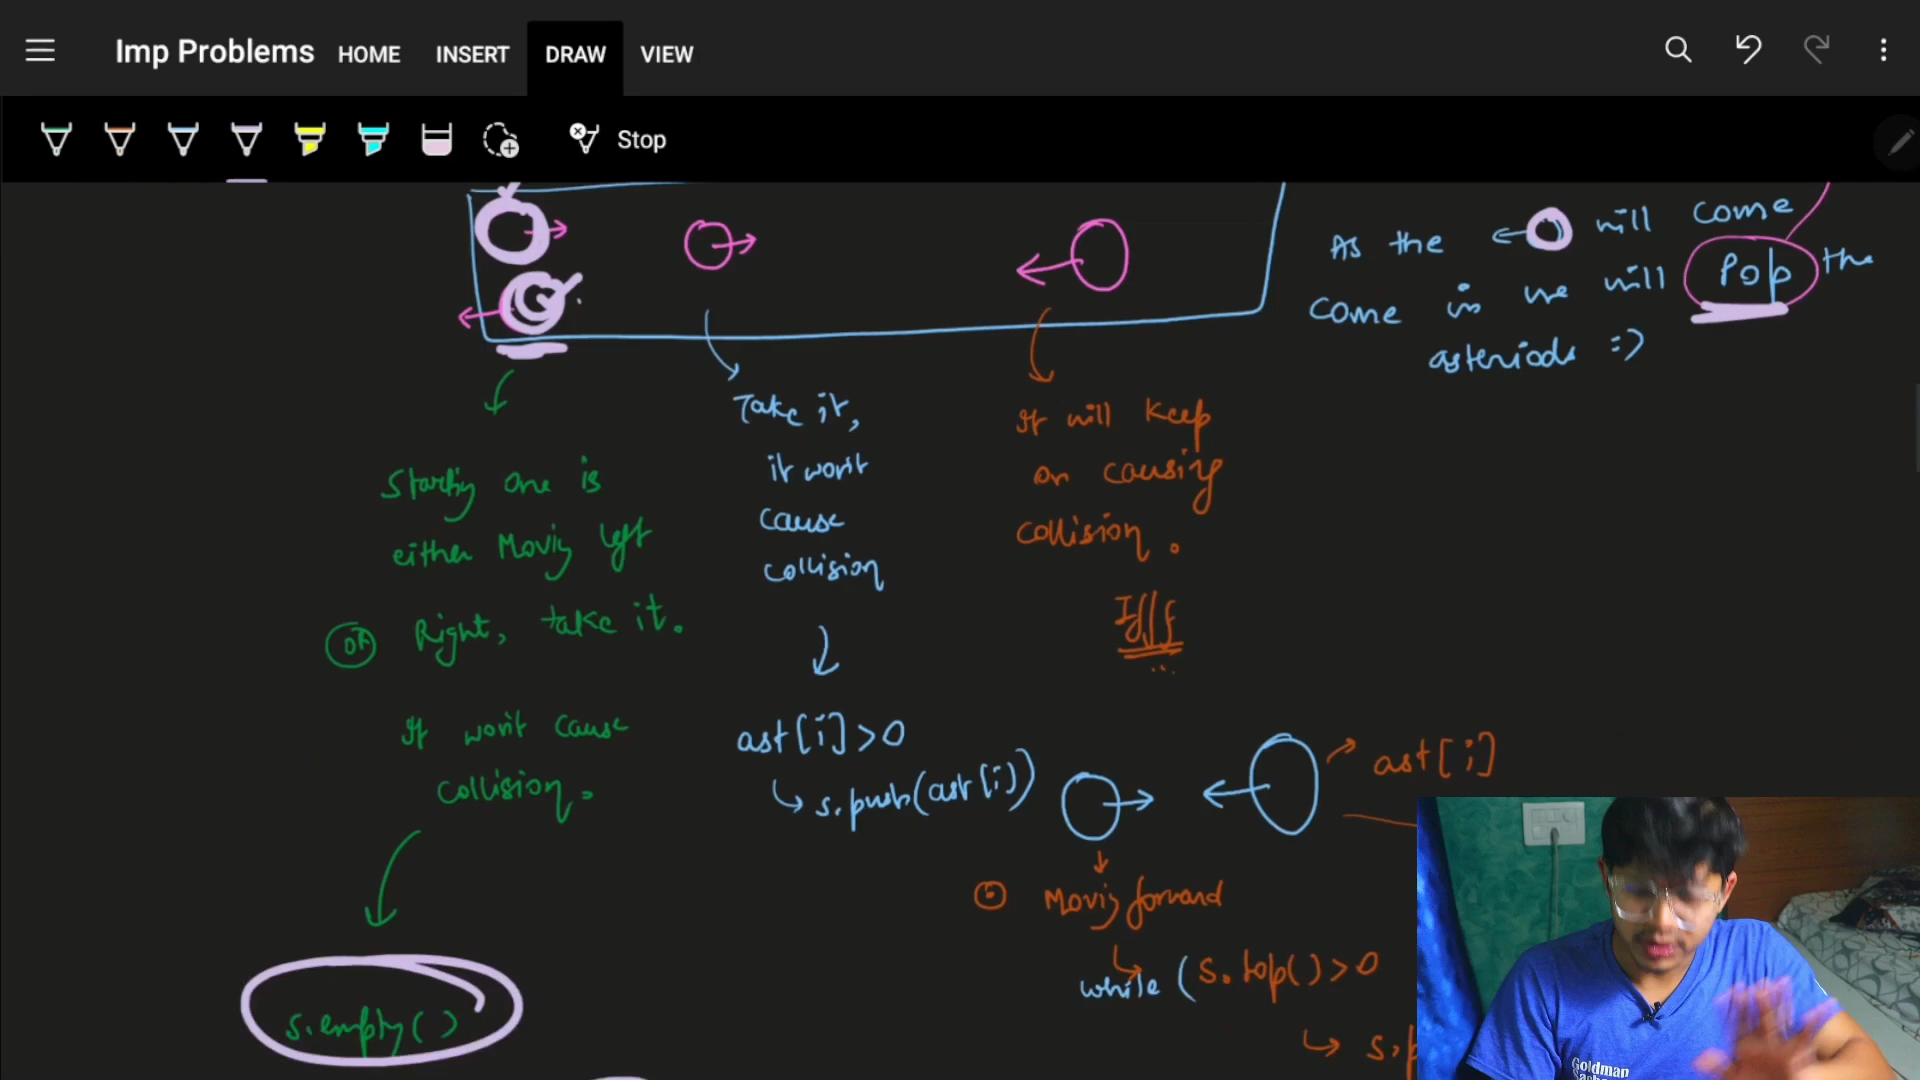 Imp Problems HOME INSERT DRAW VIEW
Stop
As the will come
come in we will Pop the
asteriods =>
Starting one is
either Moving left
OR Right, take it.
It won't cause
collision.
s.empty()
Take it,
it won't
cause
collision
ast[i]>0
s.push(ast[i])
It will keep
on causing
collision.
Iff
ast[i]
Moving forward
while (s.top()>0
Goldman